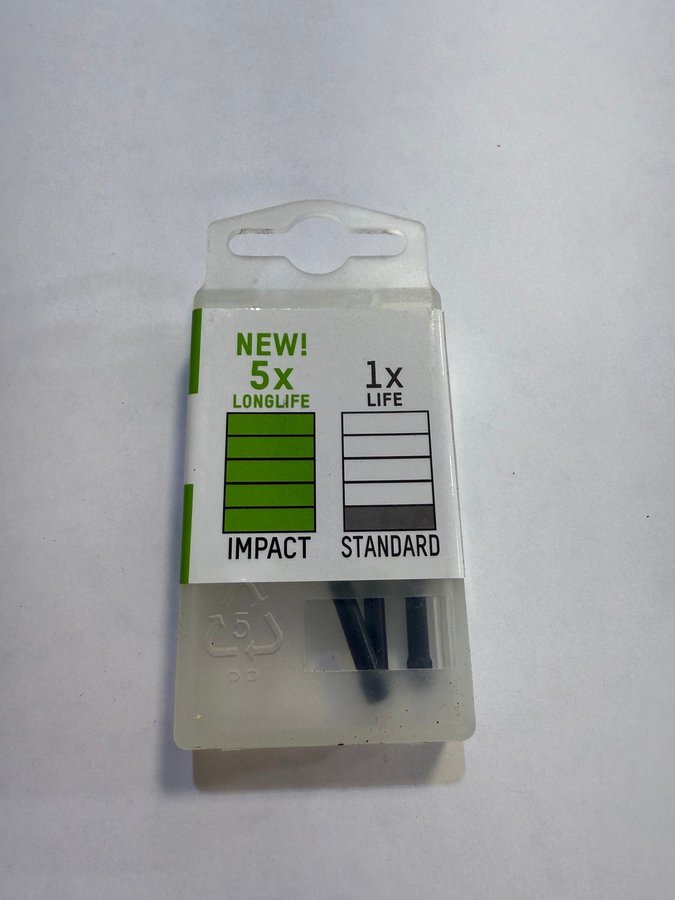 NEW!
5x
LONGLIFE
IMPACT
1x
LIFE
STANDARD
5
PP